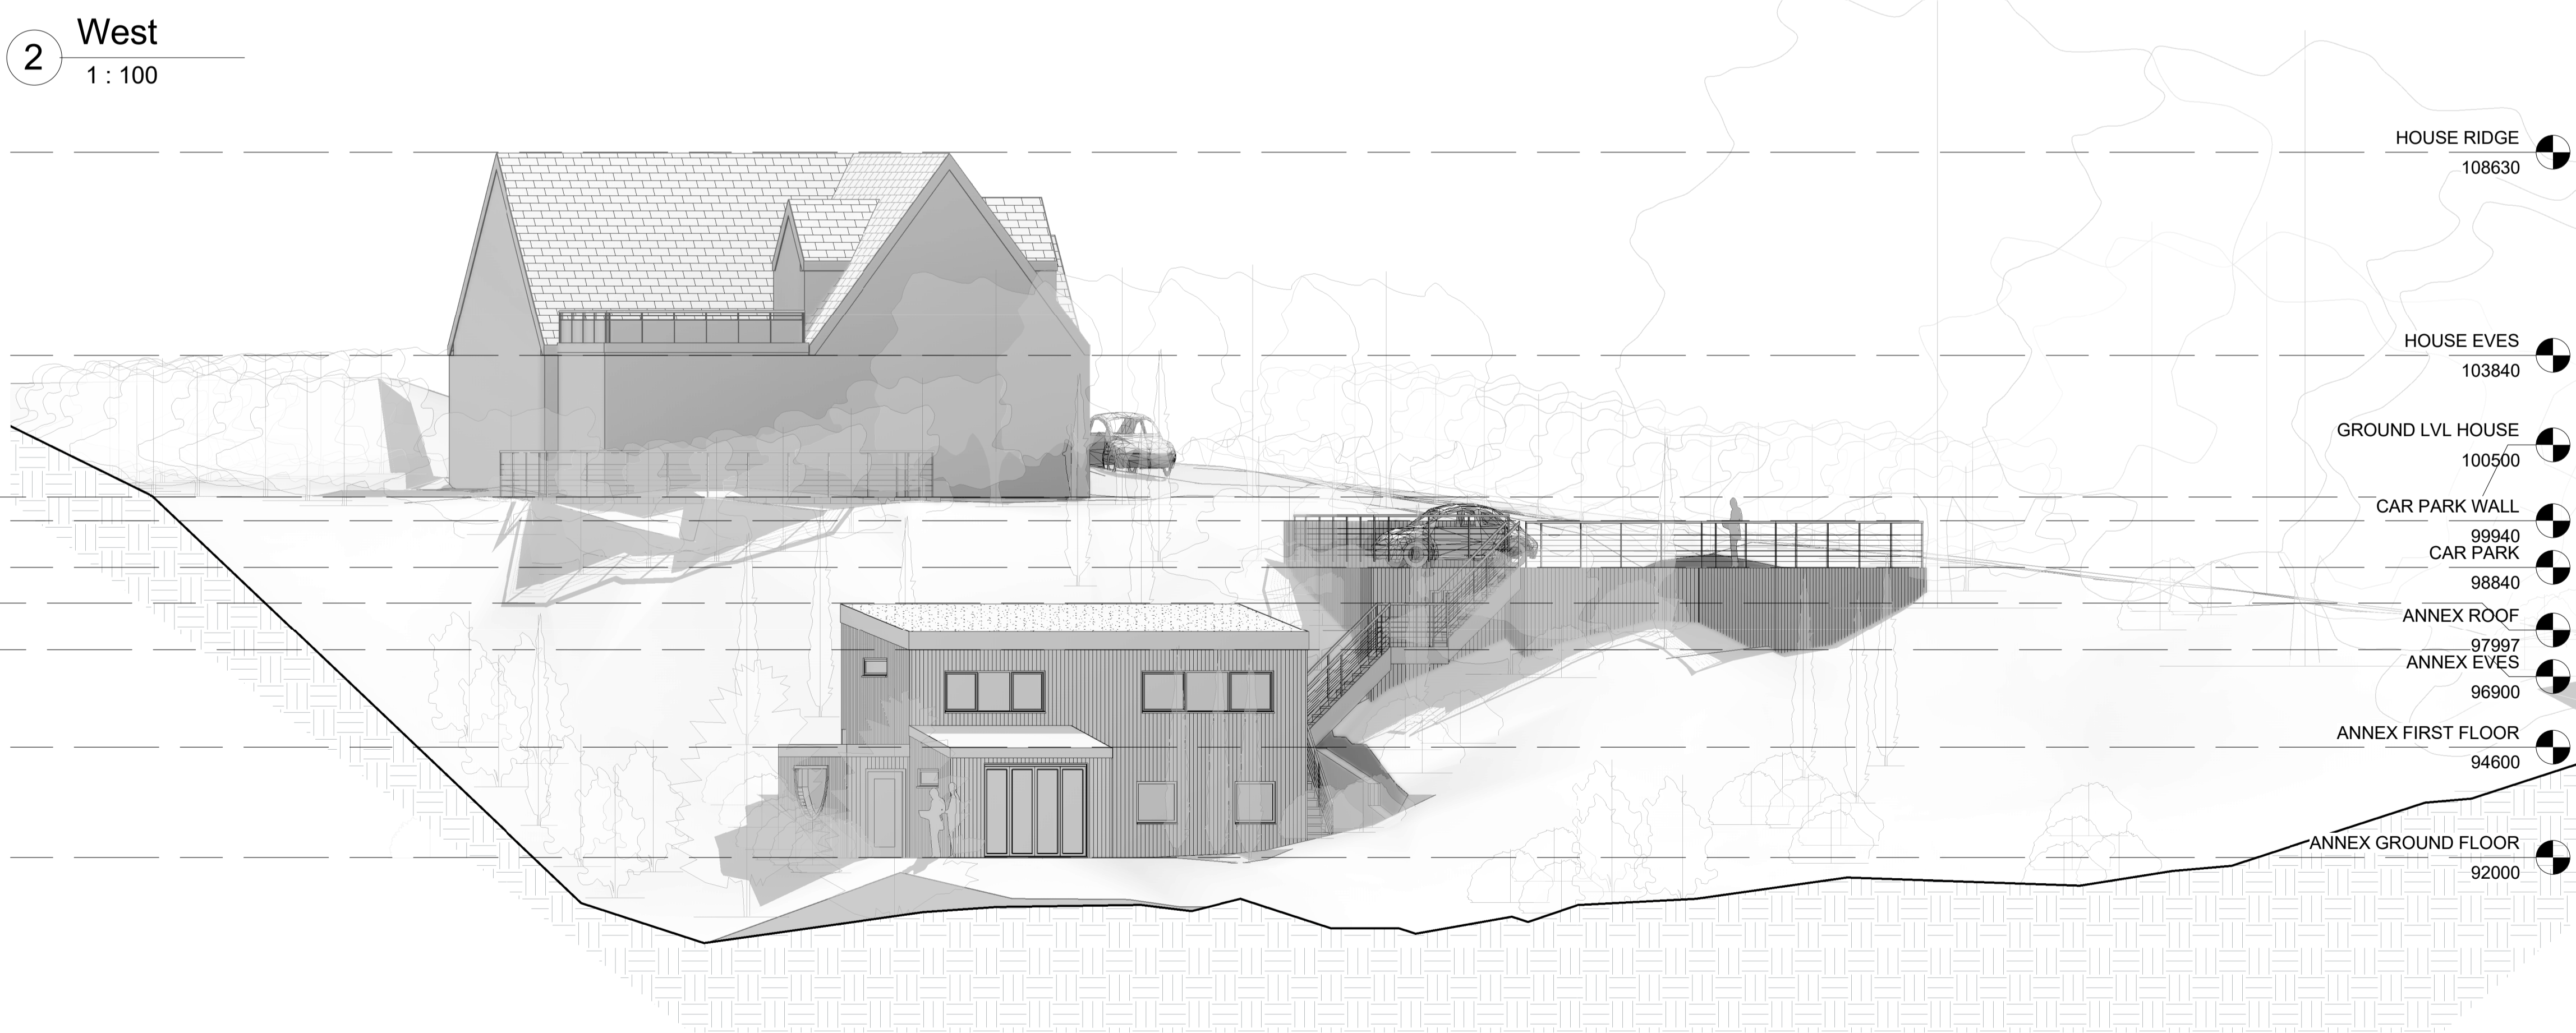 West
2
1 : 100
HOUSE RIDGE
108630
HOUSE EVES
103840
GROUND LVL HOUSE
100500
CAR PARK WALL
99940
CAR PARK
98840
ANNEX ROOF
97997
ANNEX EVES
96900
ANNEX FIRST FLOOR
94600
ANNEX GROUND FLOOR
92000